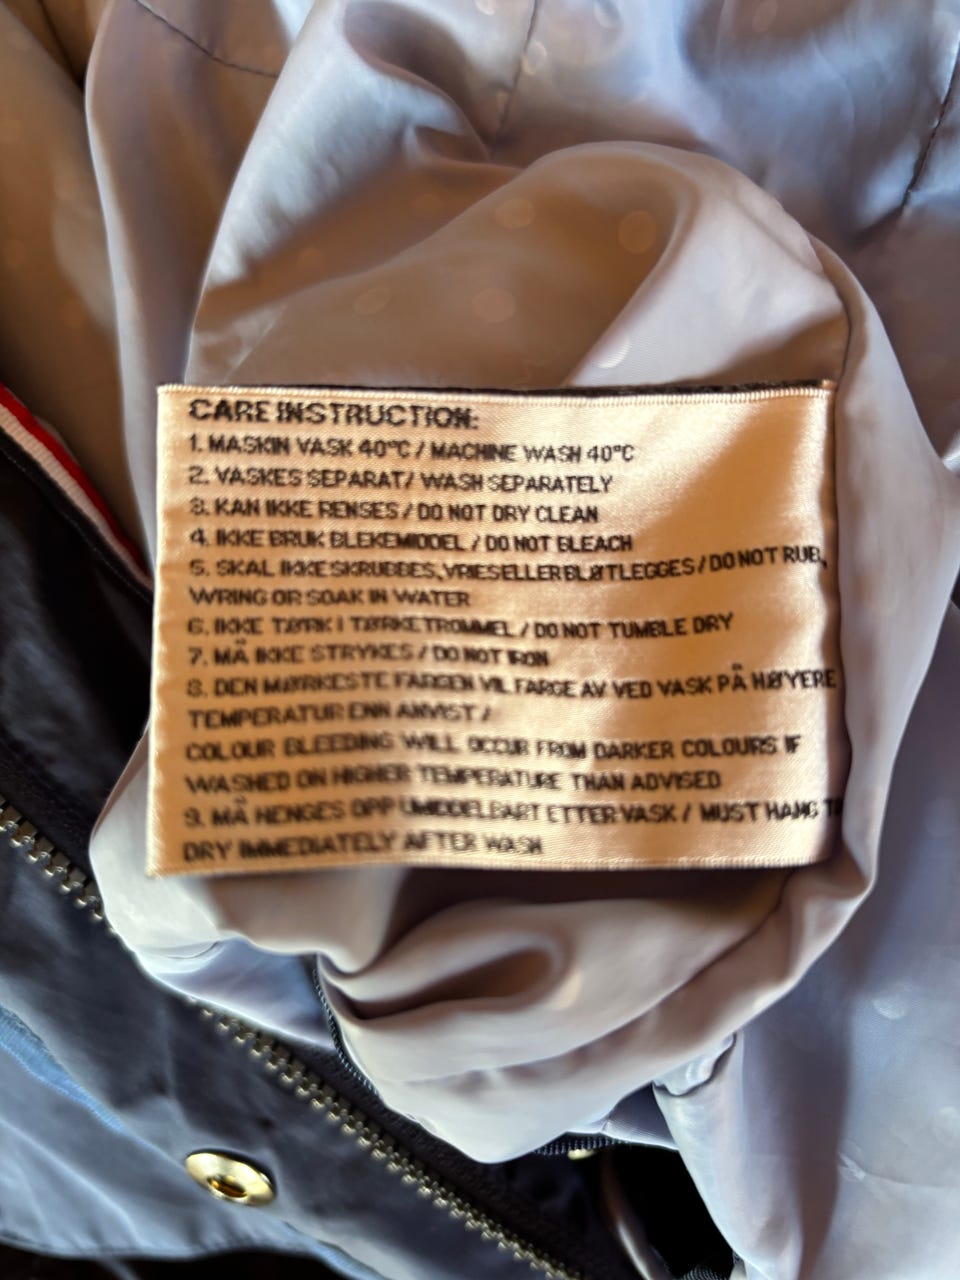 CARE INSTRUCTION:
1. MASKIN VASK 40°C / MACHINE WASH 40°C
2. VASKES SEPARAT/ WASH SEPARATELY
3. KAN IKKE RENSES / DO NOT DRY CLEAN
4. IKKE BRUK BLEKEMIDDEL / DO NOT BLEACH
5. SKAL IKKE SKRUBBES, VRIES ELLER BLØTLEGGES / DO NOT RUB,
WRING OR SOAK IN WATER
6. IKKE TØRK I TØRKETROMMEL / DO NOT TUMBLE DRY
7. MÅ IKKE STRYKES / DO NOT IRON
8. DEN MØRKESTE FARGEN VIL FARGE AV VED VASK PÅ HØYERE
TEMPERATUR ENN ANVIST /
COLOUR BLEEDING WILL OCCUR FROM DARKER COLOURS IF
WASHED ON HIGHER TEMPERATURE THAN ADVISED
9. MÅ HENGES OPP UMIDDELBART ETTER VASK / MUST HANG TO
DRY IMMEDIATELY AFTER WASH